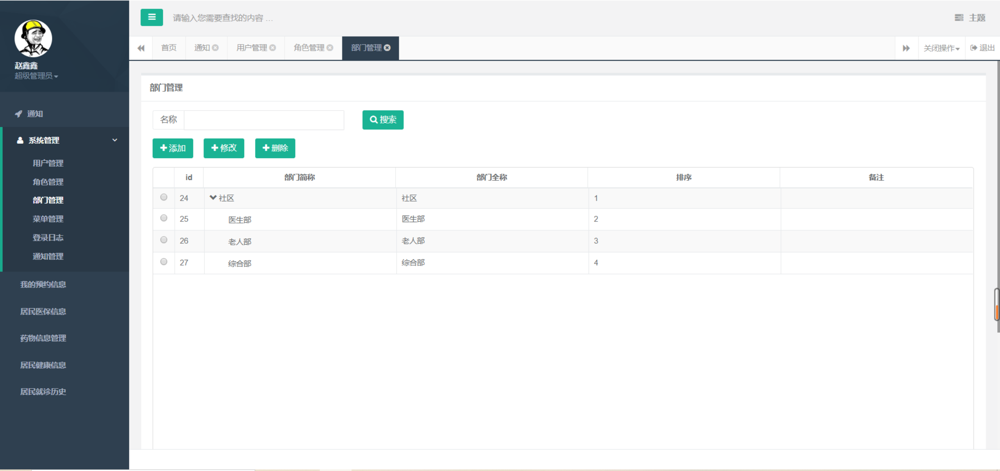 请输入您需要查找的内容 …
主题
赵鑫鑫
超级管理员
首页 通知 用户管理 角色管理 部门管理 关闭操作 退出
通知
系统管理
用户管理
角色管理
部门管理
菜单管理
登录日志
通知管理
我的预约信息
居民医保信息
药物信息管理
居民健康信息
居民就诊历史
部门管理
名称 搜索
添加 修改 删除
id 部门简称 部门全称 排序 备注
24 社区 社区 1
25 医生部 医生部 2
26 老人部 老人部 3
27 综合部 综合部 4